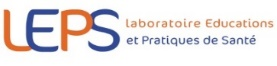 LEPS
laboratoire Educations
et Pratiques de Santé